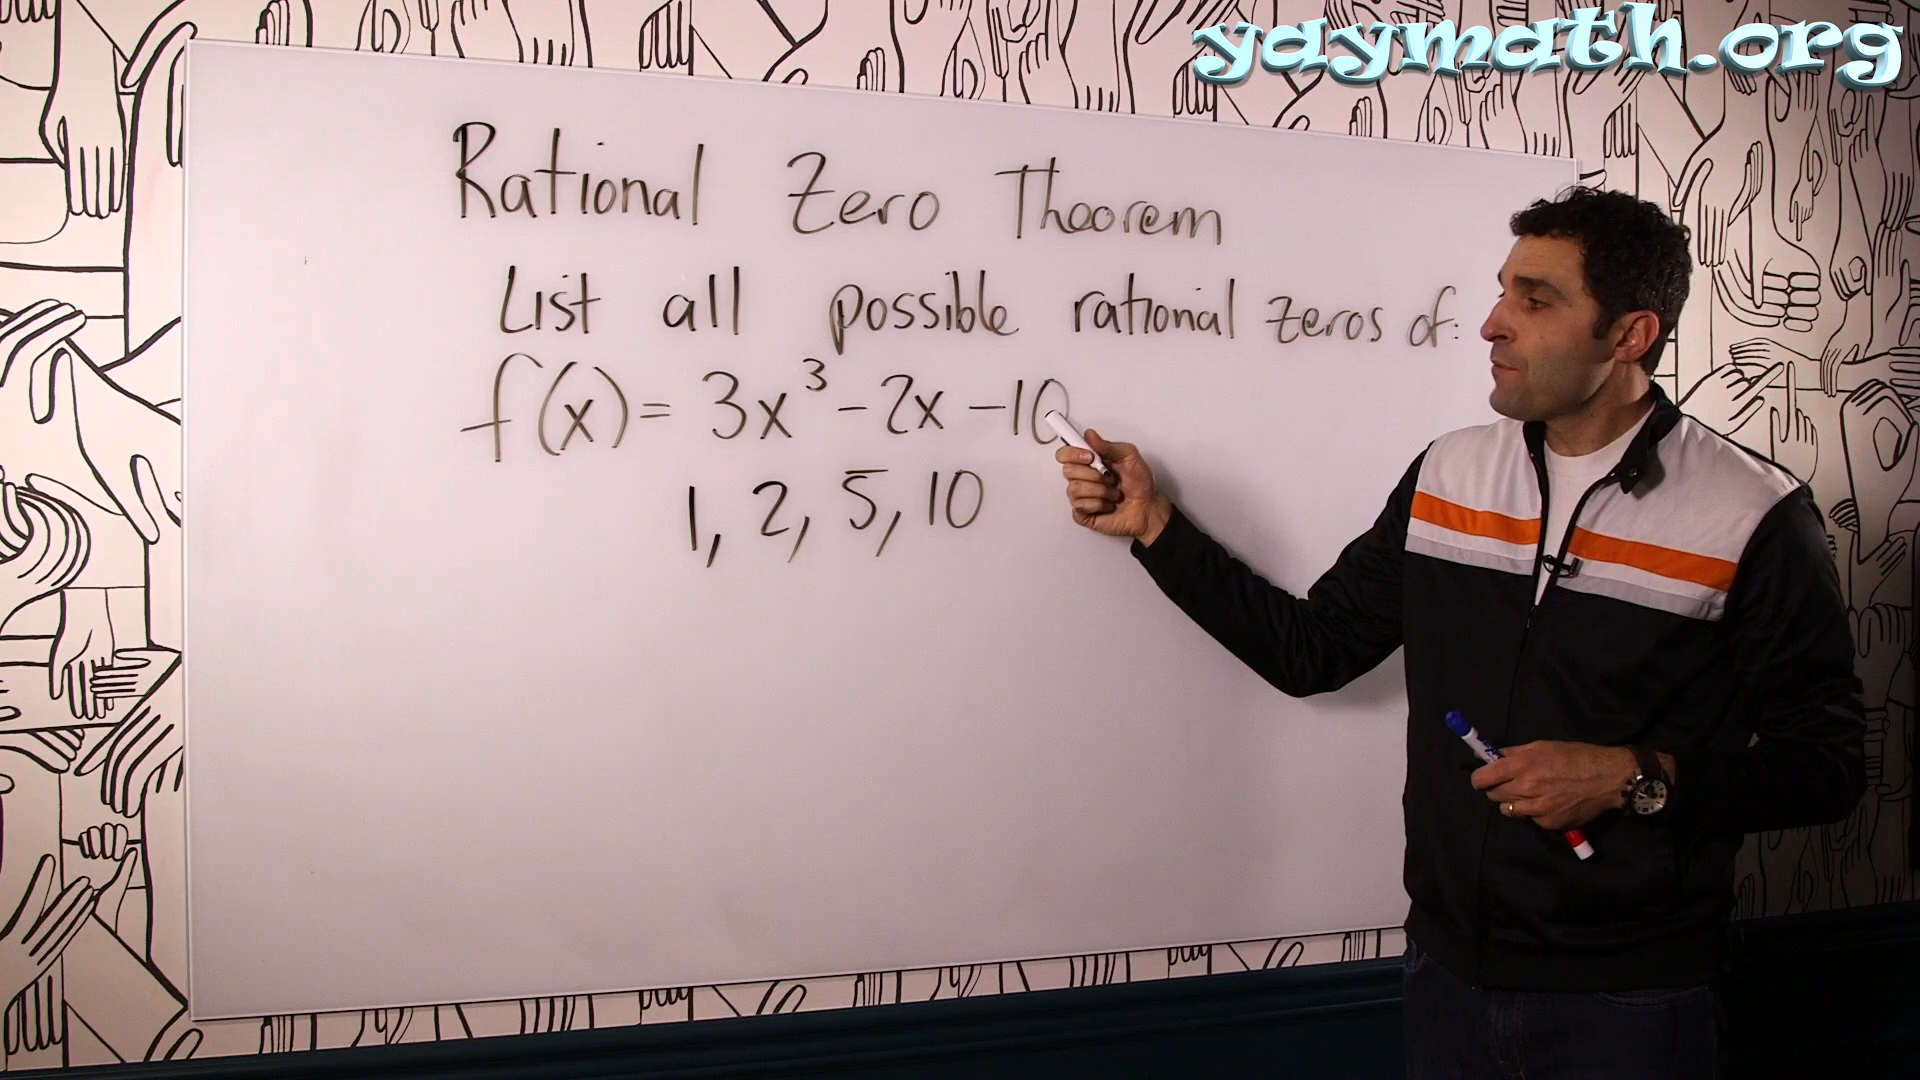 yaymath.org
Rational Zero Theorem
List all possible rational zeros of:
f(x) = 3x³ - 2x - 10
1, 2, 5, 10